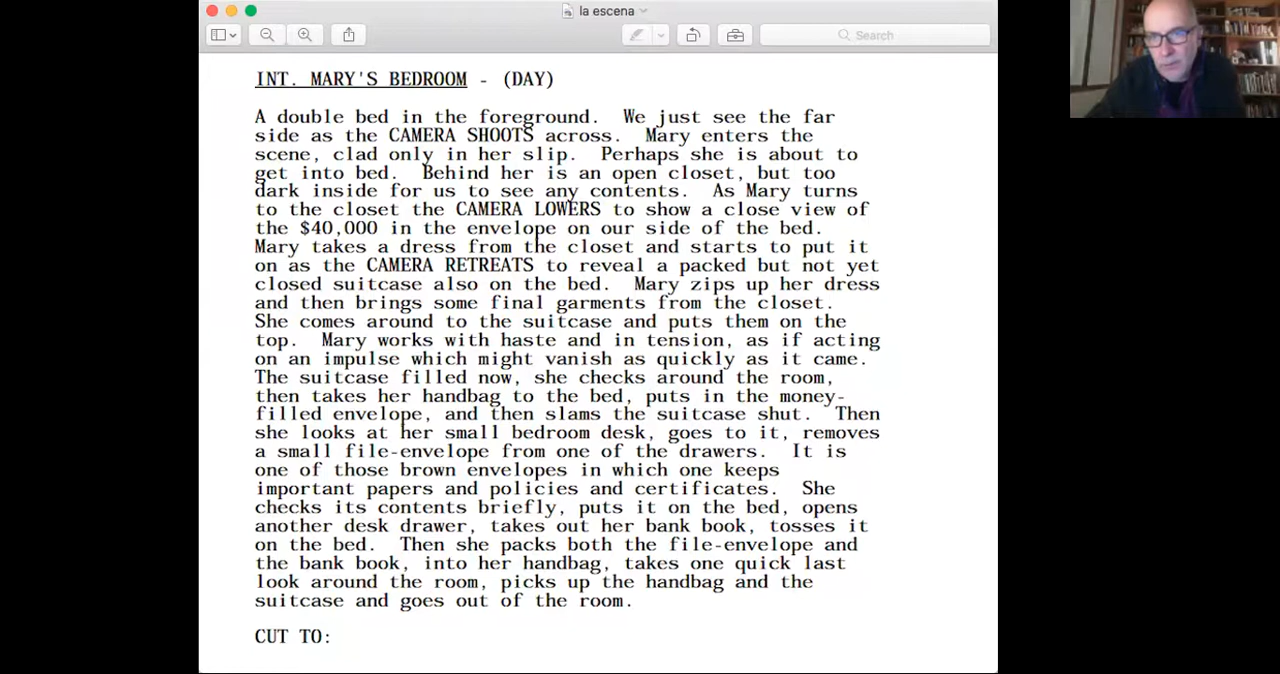 la escena
Search
INT. MARY'S BEDROOM - (DAY)
A double bed in the foreground. We just see the far
side as the CAMERA SHOOTS across. Mary enters the
scene, clad only in her slip. Perhaps she is about to
get into bed. Behind her is an open closet, but too
dark inside for us to see any contents. As Mary turns
to the closet the CAMERA LOWERS to show a close view of
the $40,000 in the envelope on our side of the bed.
Mary takes a dress from the closet and starts to put it
on as the CAMERA RETREATS to reveal a packed but not yet
closed suitcase also on the bed. Mary zips up her dress
and then brings some final garments from the closet.
She comes around to the suitcase and puts them on the
top. Mary works with haste and in tension, as if acting
on an impulse which might vanish as quickly as it came.
The suitcase filled now, she checks around the room,
then takes her handbag to the bed, puts in the money-
filled envelope, and then slams the suitcase shut. Then
she looks at her small bedroom desk, goes to it, removes
a small file-envelope from one of the drawers. It is
one of those brown envelopes in which one keeps
important papers and policies and certificates. She
checks its contents briefly, puts it on the bed, opens
another desk drawer, takes out her bank book, tosses it
on the bed. Then she packs both the file-envelope and
the bank book, into her handbag, takes one quick last
look around the room, picks up the handbag and the
suitcase and goes out of the room.
CUT TO: